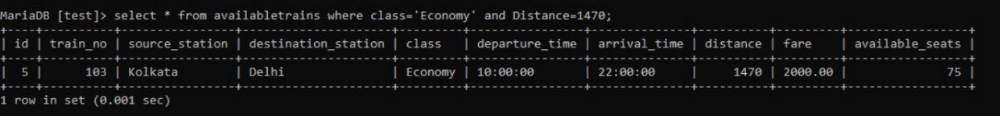 MariaDB [test]> select * from availabletrains where class='Economy' and Distance=1470;
+----+----------+----------------+---------------------+---------+----------------+--------------+----------+---------+-----------------+
| id | train_no | source_station | destination_station | class   | departure_time | arrival_time | distance | fare    | available_seats |
+----+----------+----------------+---------------------+---------+----------------+--------------+----------+---------+-----------------+
|  5 |      103 | Kolkata        | Delhi               | Economy | 10:00:00       | 22:00:00     |     1470 | 2000.00 |              75 |
+----+----------+----------------+---------------------+---------+----------------+--------------+----------+---------+-----------------+
1 row in set (0.001 sec)